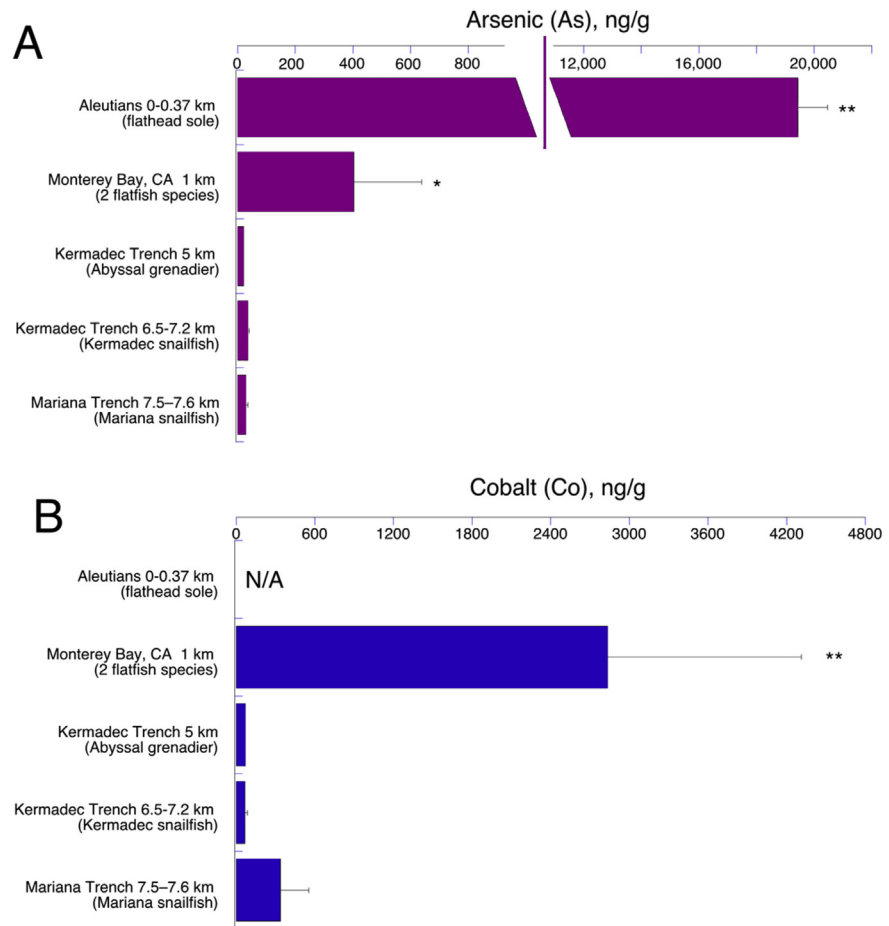 A
Arsenic (As), ng/g
0 200 400 600 800 12,000 16,000 20,000
Aleutians 0-0.37 km
(flathead sole)
**
Monterey Bay, CA 1 km
(2 flatfish species)
*
Kermadec Trench 5 km
(Abyssal grenadier)
Kermadec Trench 6.5-7.2 km
(Kermadec snailfish)
Mariana Trench 7.5–7.6 km
(Mariana snailfish)
B
Cobalt (Co), ng/g
0 600 1200 1800 2400 3000 3600 4200 4800
Aleutians 0-0.37 km
(flathead sole)
N/A
Monterey Bay, CA 1 km
(2 flatfish species)
**
Kermadec Trench 5 km
(Abyssal grenadier)
Kermadec Trench 6.5-7.2 km
(Kermadec snailfish)
Mariana Trench 7.5–7.6 km
(Mariana snailfish)